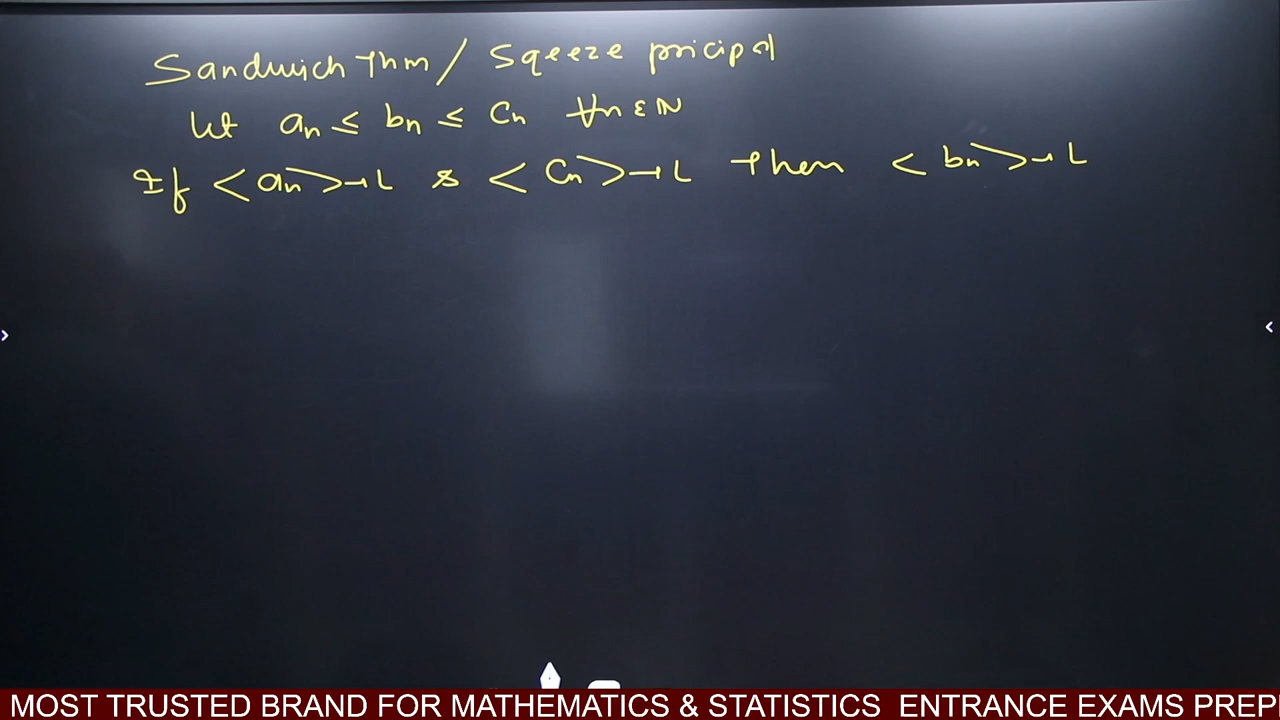 Sandwich Thm / Sqeeze pricipal
Let an ≤ bn ≤ Cn ∀n ∈ ℕ
If <an> → L & <Cn> → L Then <bn> → L
MOST TRUSTED BRAND FOR MATHEMATICS & STATISTICS ENTRANCE EXAMS PREP